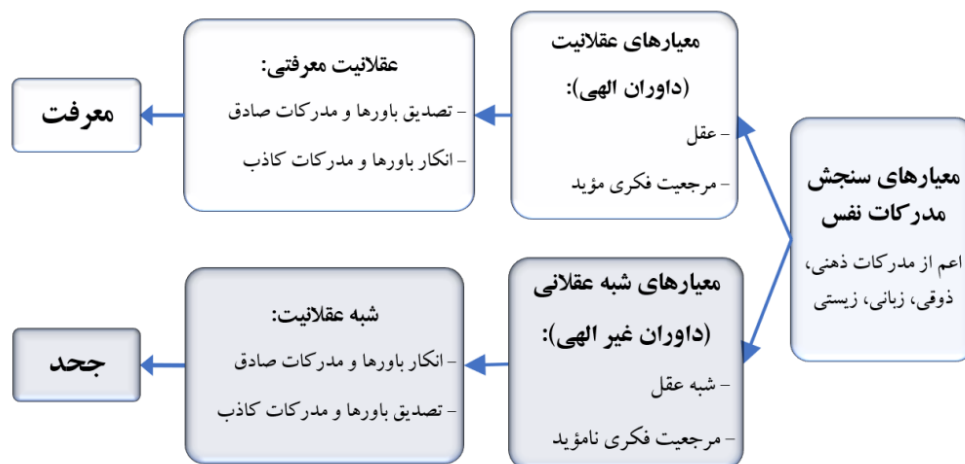 معیارهای سنجش
مدرکات نفس
اعم از مدرکات ذهنی،
ذوقی، زبانی، زیستی
معیارهای عقلانیت
(داوران الهی):
– عقل
– مرجعیت فکری مؤید
عقلانیت معرفتی:
– تصدیق باورها و مدرکات صادق
– انکار باورها و مدرکات کاذب
معرفت
معیارهای شبه عقلانی
(داوران غیر الهی):
– شبه عقل
– مرجعیت فکری نامؤید
شبه عقلانیت:
– انکار باورها و مدرکات صادق
– تصدیق باورها و مدرکات کاذب
جحد